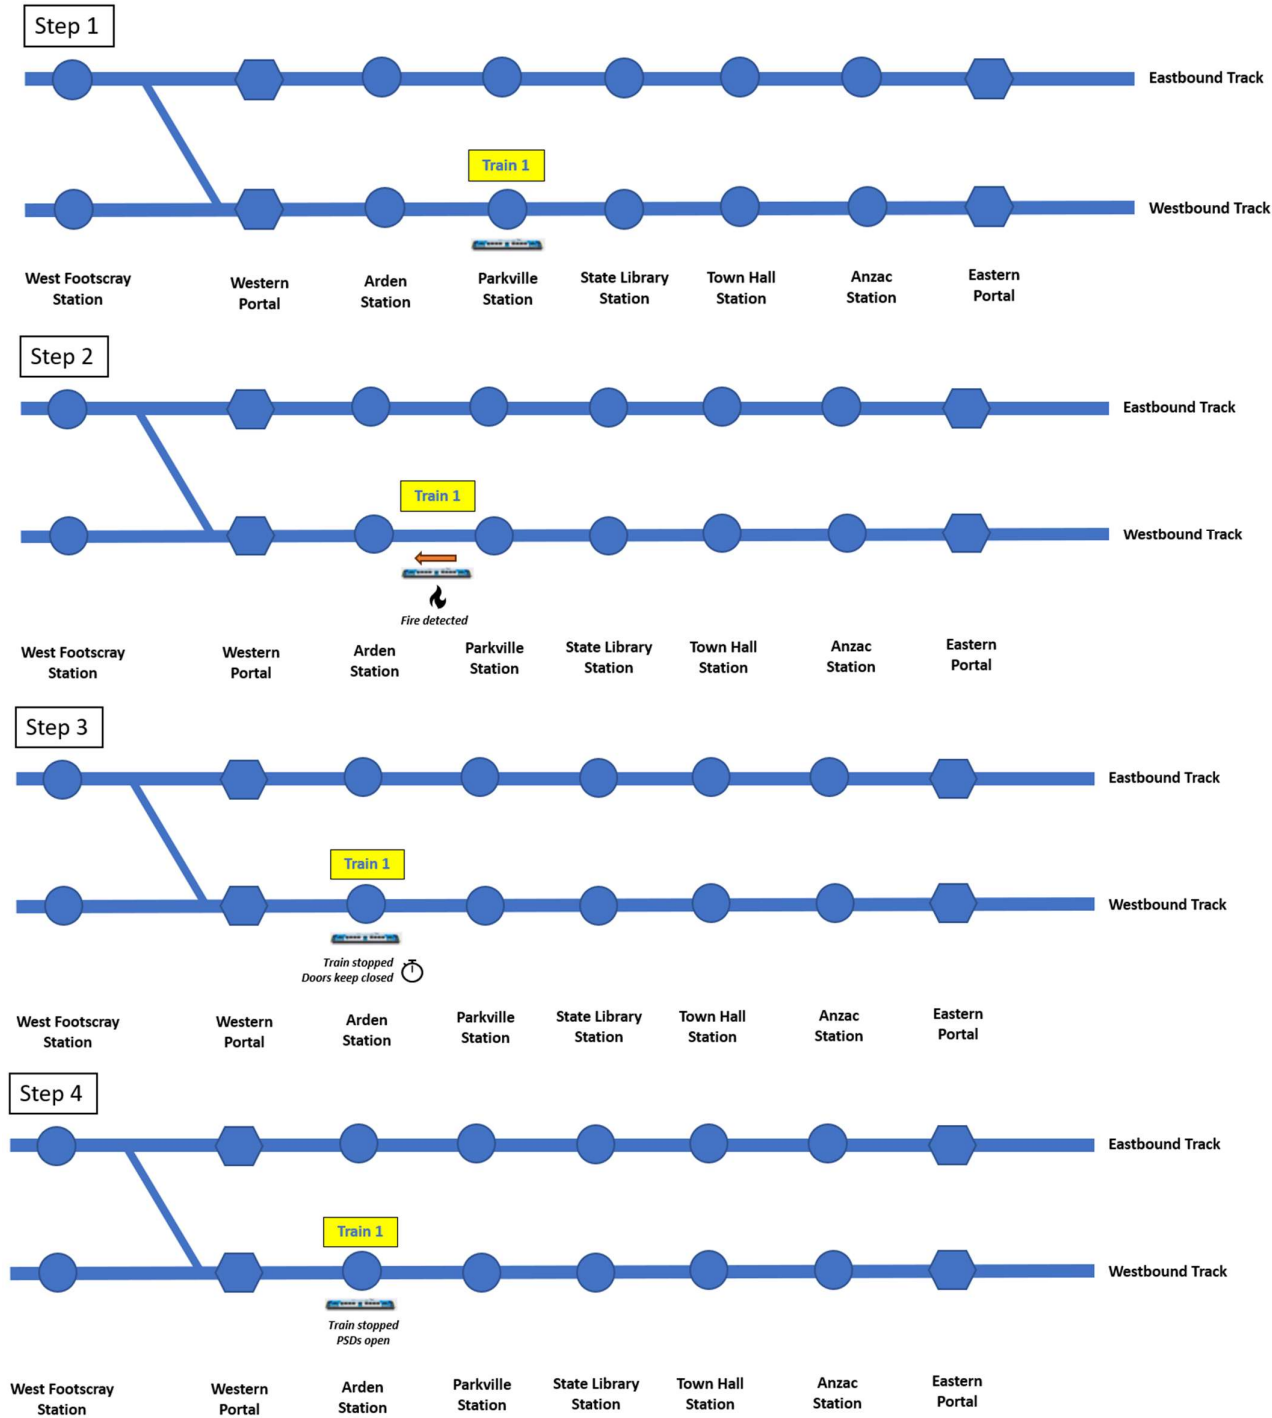 Step 1
Eastbound Track
Train 1
Westbound Track
West Footscray
Station
Western
Portal
Arden
Station
Parkville
Station
State Library
Station
Town Hall
Station
Anzac
Station
Eastern
Portal
Step 2
Eastbound Track
Train 1
Westbound Track
Fire detected
West Footscray
Station
Western
Portal
Arden
Station
Parkville
Station
State Library
Station
Town Hall
Station
Anzac
Station
Eastern
Portal
Step 3
Eastbound Track
Train 1
Westbound Track
Train stopped
Doors keep closed
West Footscray
Station
Western
Portal
Arden
Station
Parkville
Station
State Library
Station
Town Hall
Station
Anzac
Station
Eastern
Portal
Step 4
Eastbound Track
Train 1
Westbound Track
Train stopped
PSDs open
West Footscray
Station
Western
Portal
Arden
Station
Parkville
Station
State Library
Station
Town Hall
Station
Anzac
Station
Eastern
Portal